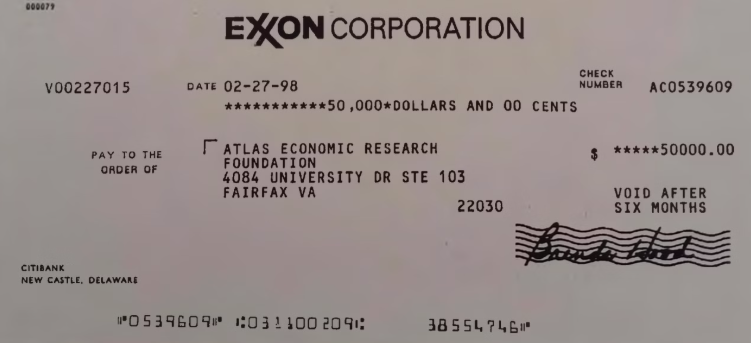 000079
EXXON CORPORATION
V00227015 DATE 02-27-98 CHECK NUMBER AC0539609
***********50,000*DOLLARS AND 00 CENTS
PAY TO THE ORDER OF
ATLAS ECONOMIC RESEARCH
FOUNDATION
4084 UNIVERSITY DR STE 103
FAIRFAX VA
22030
$ *****50000.00
VOID AFTER
SIX MONTHS
Brenda Hood
CITIBANK
NEW CASTLE, DELAWARE
⑈0539609⑈ ⑆031100209⑆ 38554746⑈